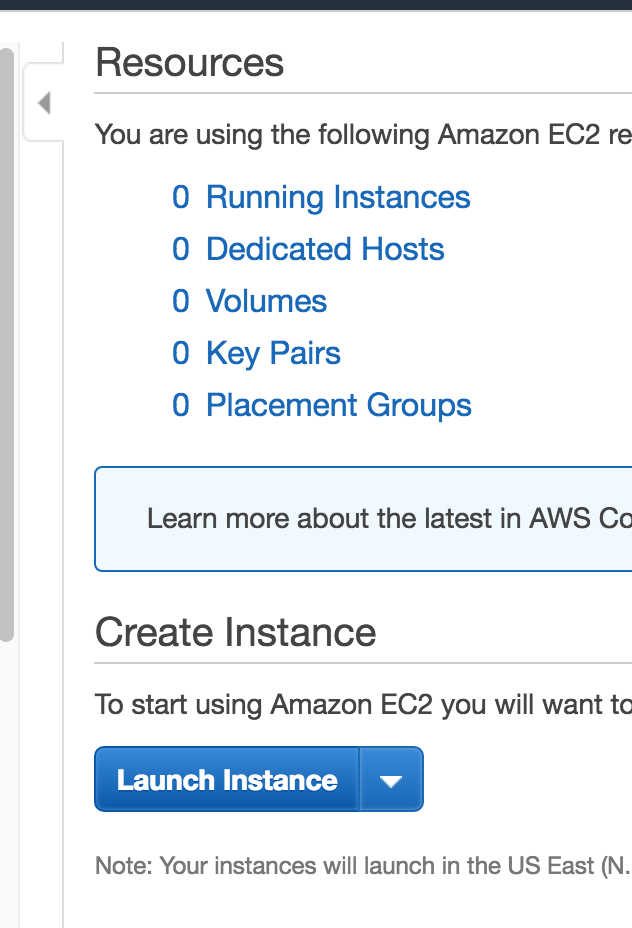 Resources
You are using the following Amazon EC2 re
0 Running Instances
0 Dedicated Hosts
0 Volumes
0 Key Pairs
0 Placement Groups
Learn more about the latest in AWS Co
Create Instance
To start using Amazon EC2 you will want to
Launch Instance
Note: Your instances will launch in the US East (N.